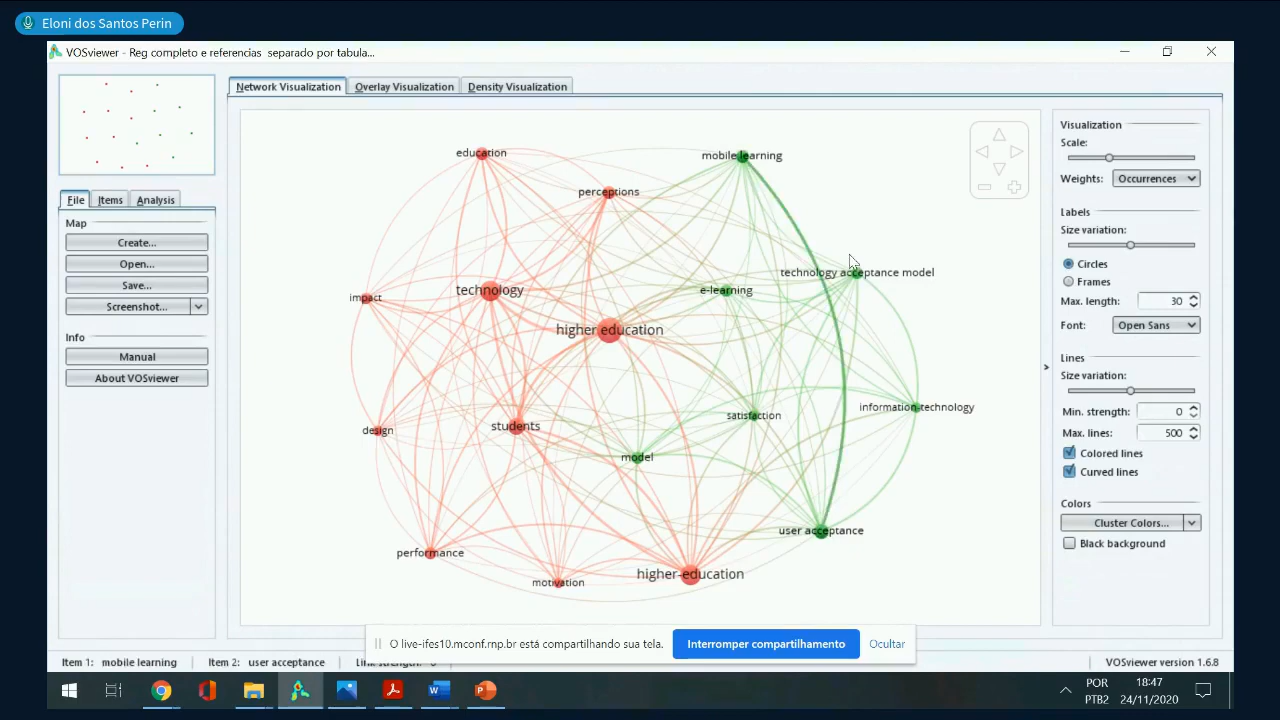 Eloni dos Santos Perin
VOSviewer - Reg completo e referencias separado por tabula...
Network Visualization
Overlay Visualization
Density Visualization
File
Items
Analysis
Map
Create...
Open...
Save...
Screenshot...
Info
Manual
About VOSviewer
education
mobile learning
perceptions
technology acceptance model
technology
e-learning
impact
higher education
information-technology
satisfaction
students
design
model
user acceptance
performance
higher-education
motivation
Visualization
Scale:
Weights: Occurrences
Labels
Size variation:
Circles
Frames
Max. length: 30
Font: Open Sans
Lines
Size variation:
Min. strength: 0
Max. lines: 500
Colored lines
Curved lines
Colors
Cluster Colors...
Black background
O live-ifes10.mconf.rnp.br está compartilhando sua tela.
Interromper compartilhamento
Ocultar
Item 1: mobile learning
Item 2: user acceptance
VOSviewer version 1.6.8
POR
PTB2
18:47
24/11/2020